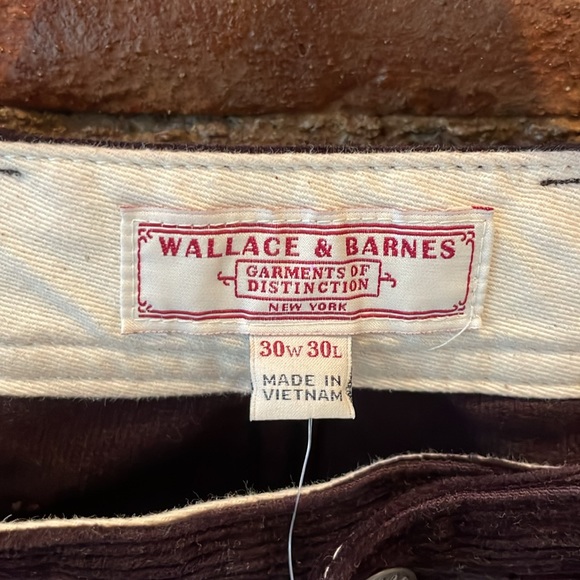 WALLACE & BARNES
GARMENTS OF
DISTINCTION
NEW YORK
30W 30L
MADE IN
VIETNAM